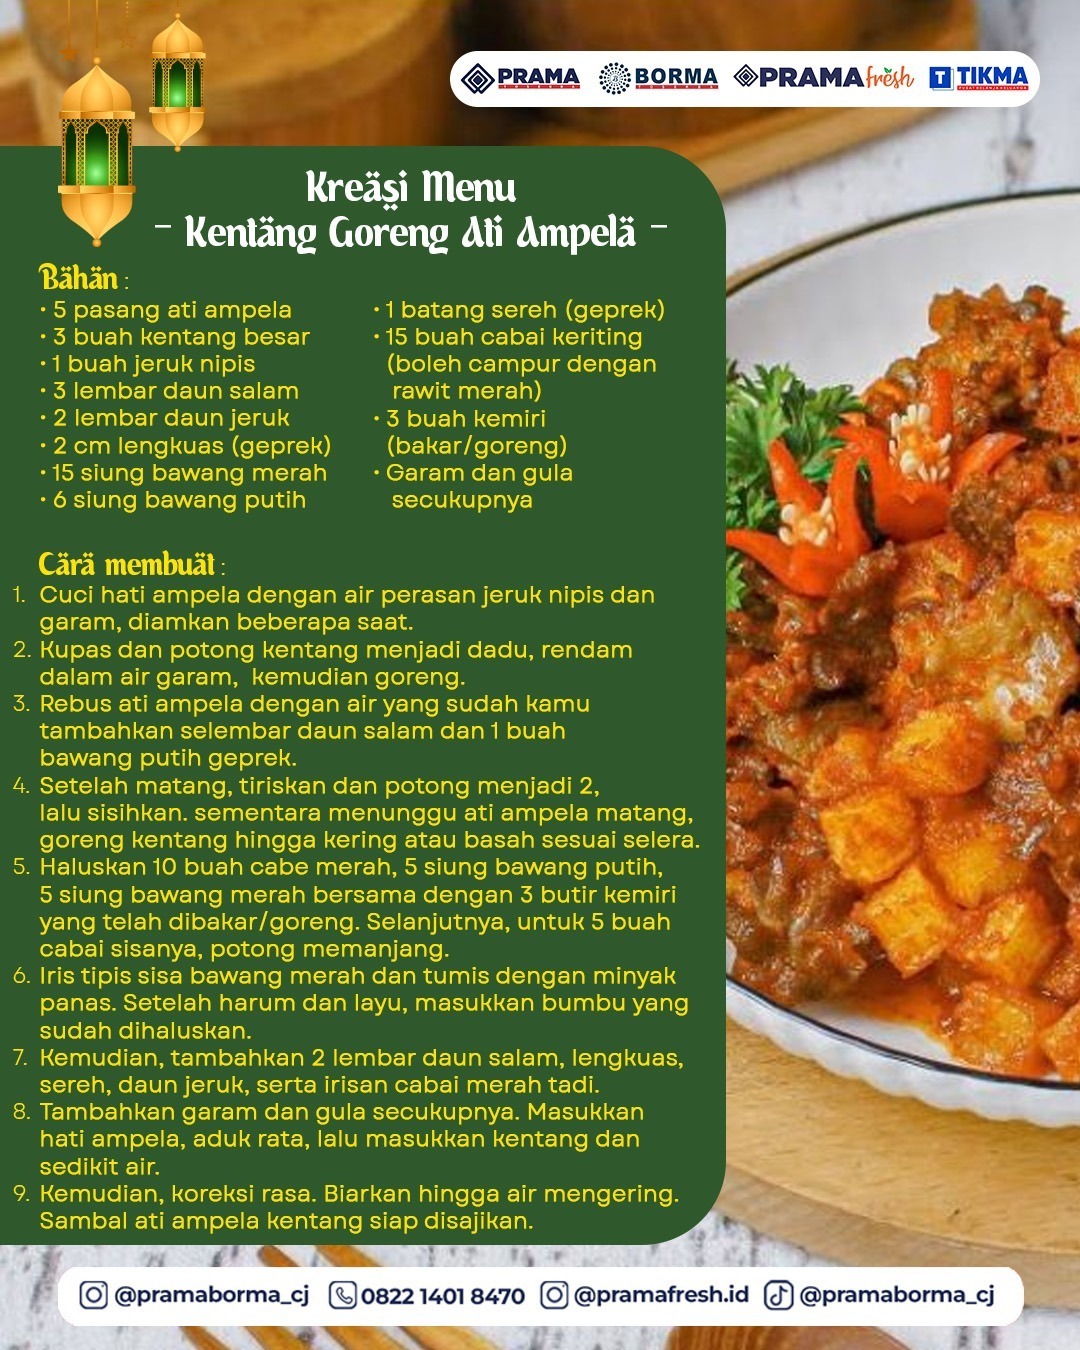 PRAMA BORMA PRAMA fresh TIKMA
PUSAT BELANJA KELUARGA
Kreäsi Menu
- Kentäng Goreng Ati Ampelä -
Bähän :
• 5 pasang ati ampela
• 3 buah kentang besar
• 1 buah jeruk nipis
• 3 lembar daun salam
• 2 lembar daun jeruk
• 2 cm lengkuas (geprek)
• 15 siung bawang merah
• 6 siung bawang putih
• 1 batang sereh (geprek)
• 15 buah cabai keriting
(boleh campur dengan
rawit merah)
• 3 buah kemiri
(bakar/goreng)
• Garam dan gula
secukupnya
Cärä membuät :
1. Cuci hati ampela dengan air perasan jeruk nipis dan
garam, diamkan beberapa saat.
2. Kupas dan potong kentang menjadi dadu, rendam
dalam air garam, kemudian goreng.
3. Rebus ati ampela dengan air yang sudah kamu
tambahkan selembar daun salam dan 1 buah
bawang putih geprek.
4. Setelah matang, tiriskan dan potong menjadi 2,
lalu sisihkan. sementara menunggu ati ampela matang,
goreng kentang hingga kering atau basah sesuai selera.
5. Haluskan 10 buah cabe merah, 5 siung bawang putih,
5 siung bawang merah bersama dengan 3 butir kemiri
yang telah dibakar/goreng. Selanjutnya, untuk 5 buah
cabai sisanya, potong memanjang.
6. Iris tipis sisa bawang merah dan tumis dengan minyak
panas. Setelah harum dan layu, masukkan bumbu yang
sudah dihaluskan.
7. Kemudian, tambahkan 2 lembar daun salam, lengkuas,
sereh, daun jeruk, serta irisan cabai merah tadi.
8. Tambahkan garam dan gula secukupnya. Masukkan
hati ampela, aduk rata, lalu masukkan kentang dan
sedikit air.
9. Kemudian, koreksi rasa. Biarkan hingga air mengering.
Sambal ati ampela kentang siap disajikan.
@pramaborma_cj 0822 1401 8470 @pramafresh.id @pramaborma_cj